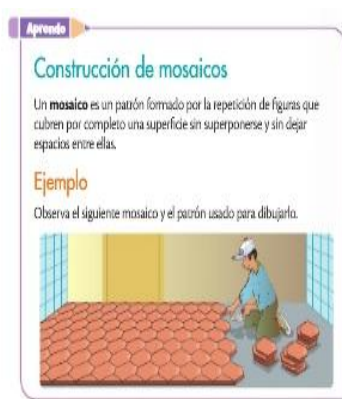 Aprendo
Construcción de mosaicos
Un mosaico es un patrón formado por la repetición de figuras que
cubren por completo una superficie sin superponerse y sin dejar
espacios entre ellas.
Ejemplo
Observa el siguiente mosaico y el patrón usado para dibujarlo.